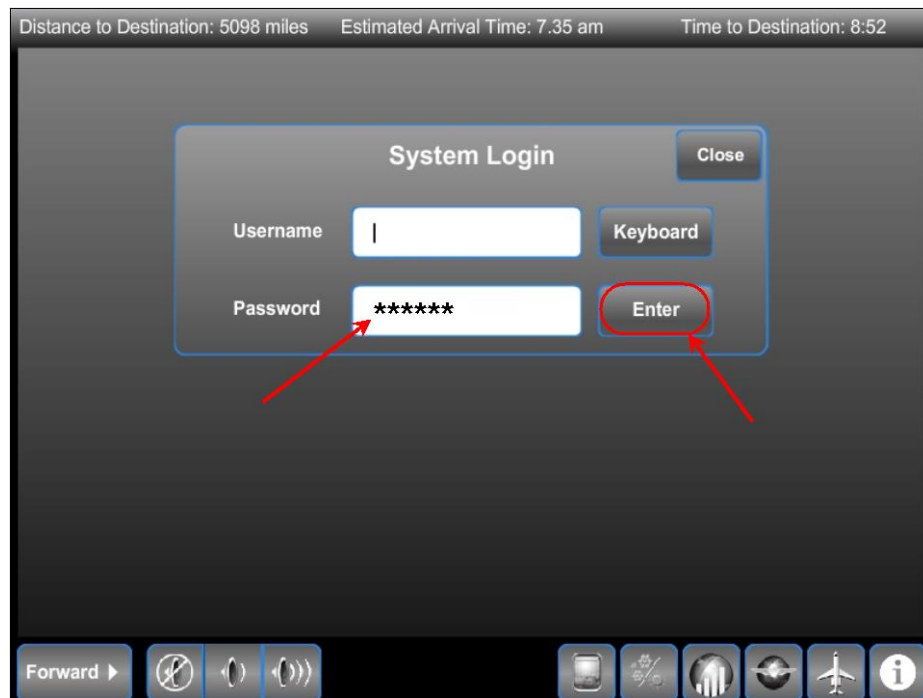 Distance to Destination: 5098 miles Estimated Arrival Time: 7.35 am Time to Destination: 8:52
System Login Close
Username Keyboard
Password ****** Enter
Forward
i